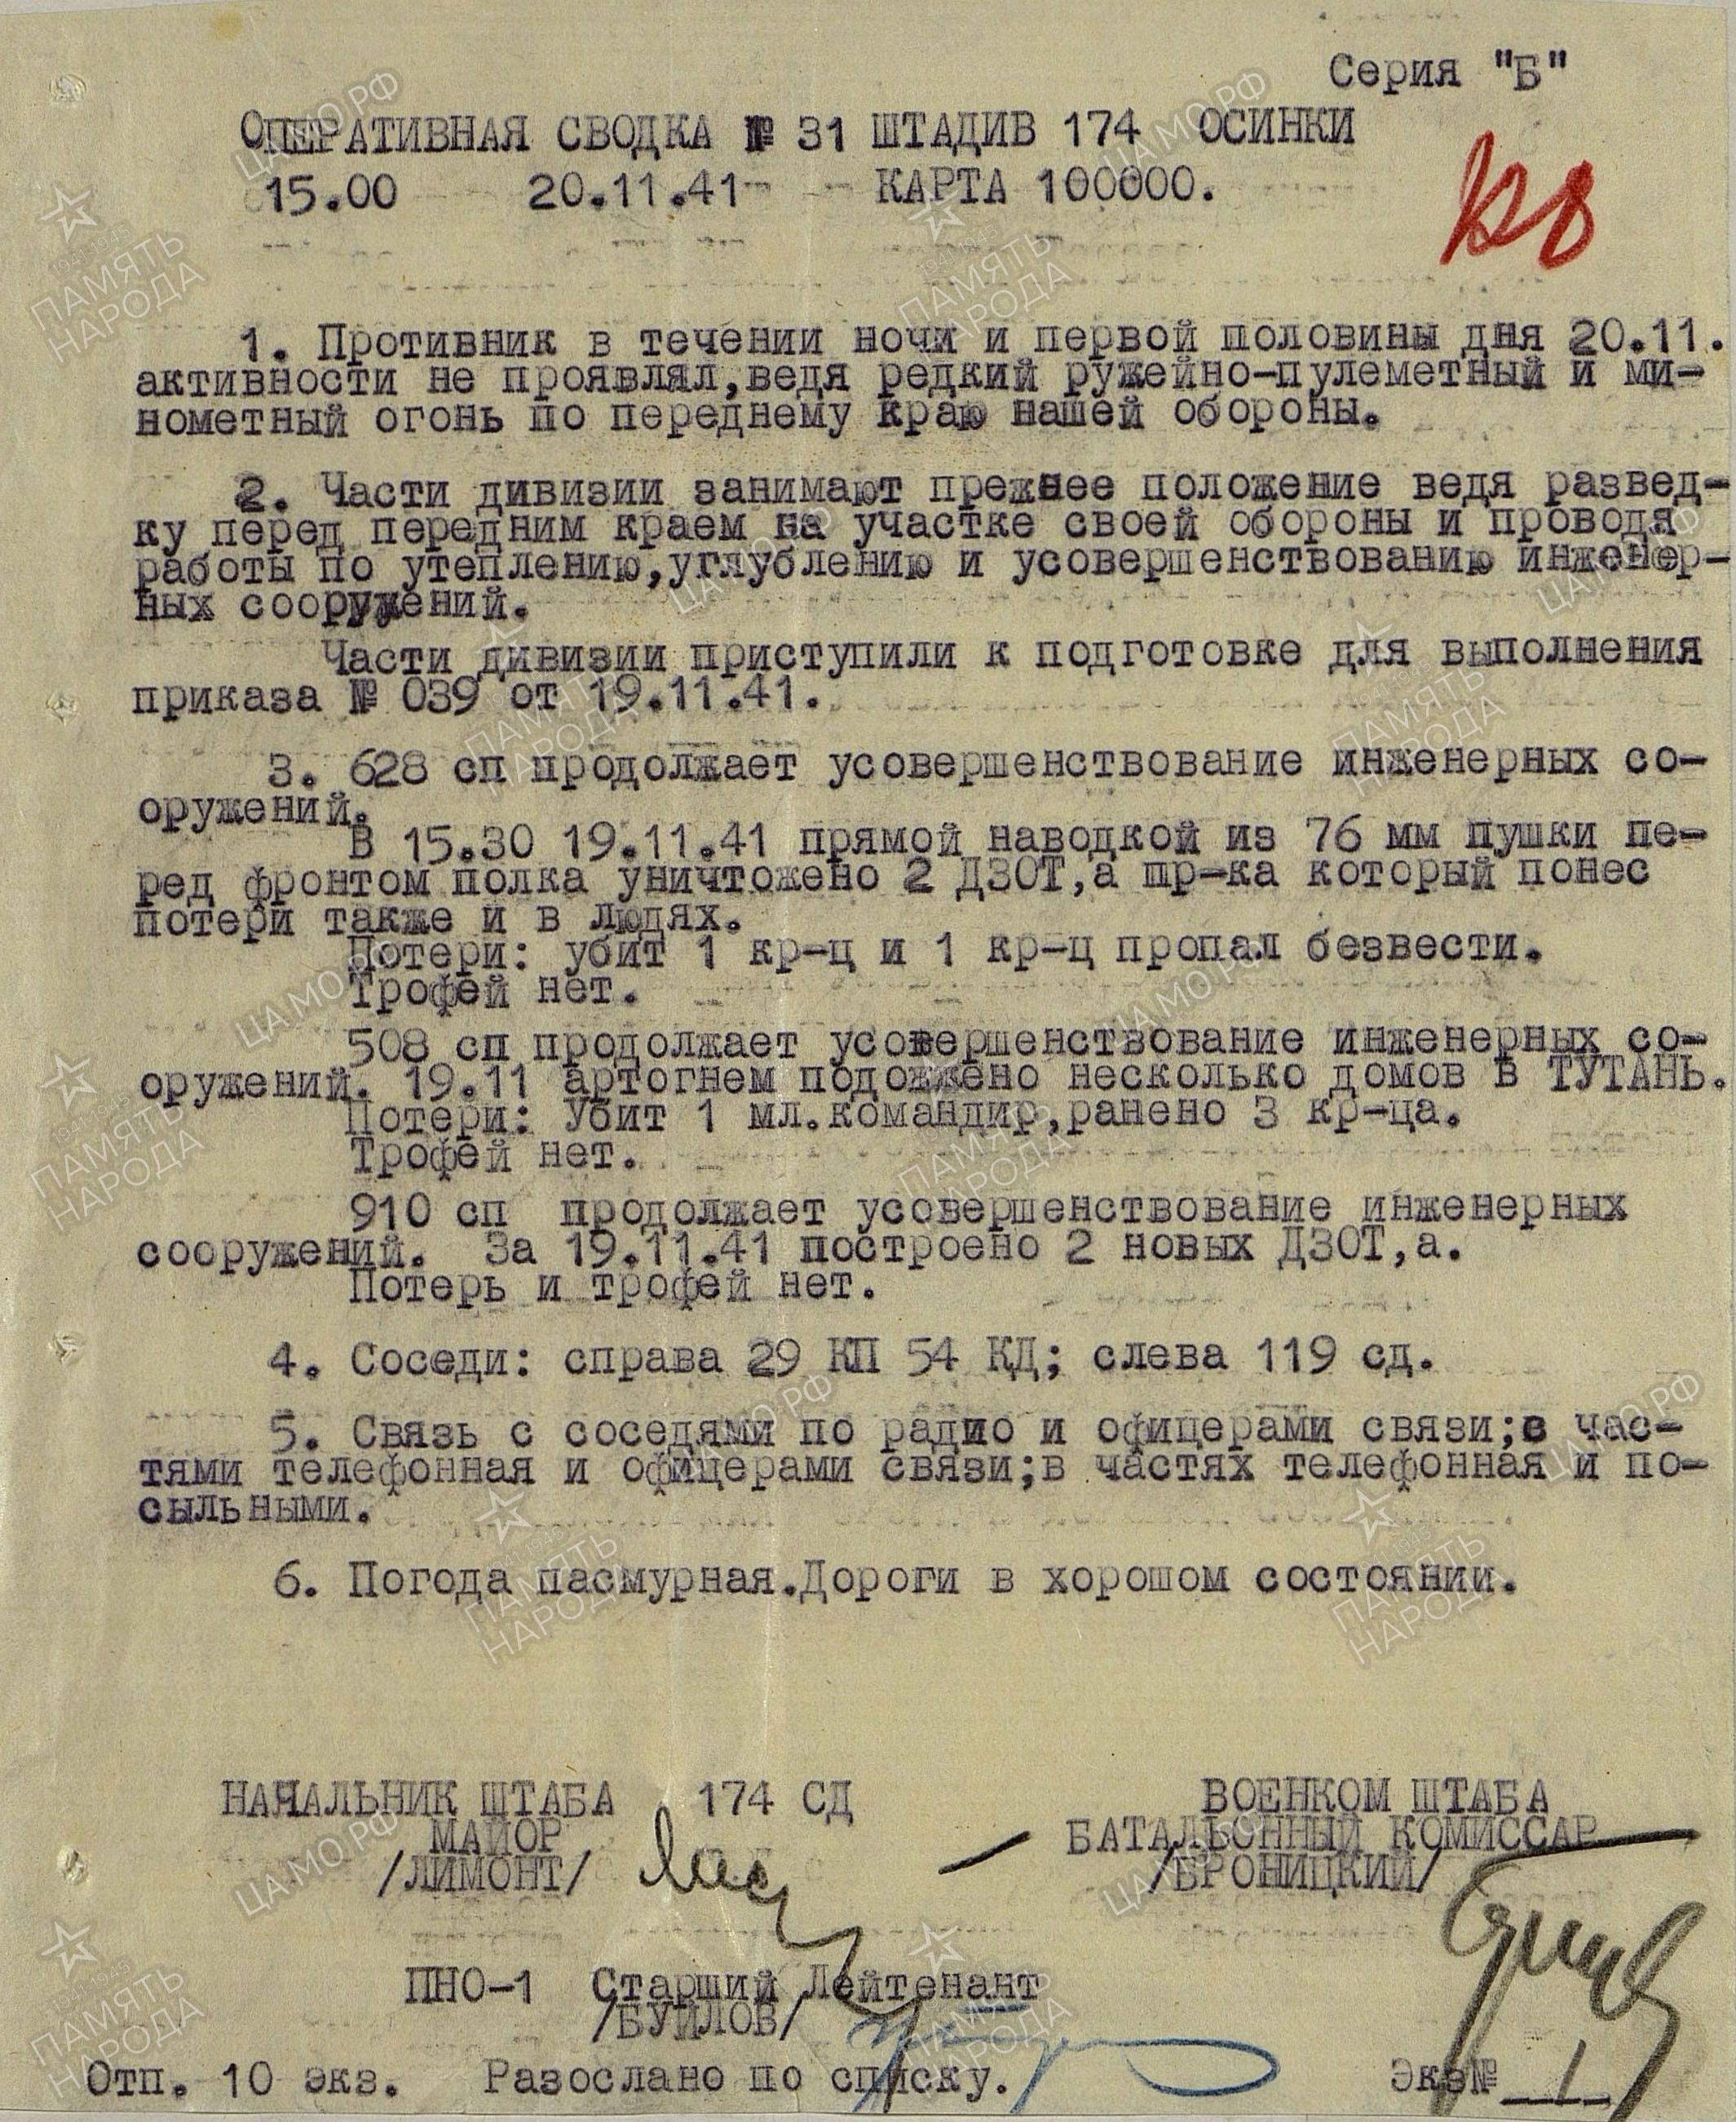 Серия "Б"
ОПЕРАТИВНАЯ СВОДКА № 31 ШТАДИВ 174 ОСИНКИ
15.00 20.11.41 КАРТА 100000.
1. Противник в течении ночи и первой половины дня 20.11.
активности не проявлял,ведя редкий ружейно-пулеметный и ми-
нометный огонь по переднему краю нашей обороны.
2. Части дивизии занимают прежнее положение ведя развед-
ку перед передним краем на участке своей обороны и проводя
работы по утеплению,углублению и усовершенствованию инженер-
ных сооружений.
Части дивизии приступили к подготовке для выполнения
приказа № 039 от 19.11.41.
3. 628 сп продолжает усовершенствование инженерных со-
оружений.
В 15.30 19.11.41 прямой наводкой из 76 мм пушки пе-
ред фронтом полка уничтожено 2 ДЗОТ,а пр-ка который понес
потери также и в людях.
Потери: убит 1 кр-ц и 1 кр-ц пропал безвести.
Трофей нет.
508 сп продолжает усовершенствование инженерных со-
оружений. 19.11 артогнем подожжено несколько домов в ТУТАНЬ.
Потери: Убит 1 мл.командир,ранено 3 кр-ца.
Трофей нет.
910 сп продолжает усовершенствование инженерных
сооружений. За 19.11.41 построено 2 новых ДЗОТ,а.
Потерь и трофей нет.
4. Соседи: справа 29 КП 54 КД; слева 119 сд.
5. Связь с соседями по радио и офицерами связи;с час-
тями телефонная и офицерами связи;в частях телефонная и по-
сыльными.
6. Погода пасмурная.Дороги в хорошом состоянии.
НАЧАЛЬНИК ШТАБА 174 СД
МАЙОР
/ЛИМОНТ/
ВОЕНКОМ ШТАБА
БАТАЛЬОННЫЙ КОМИССАР
/БРОНИЦКИЙ/
ПНО-1 Старший Лейтенант
/БУЙЛОВ/
Отп. 10 экз. Разослано по списку. Экз№ 1